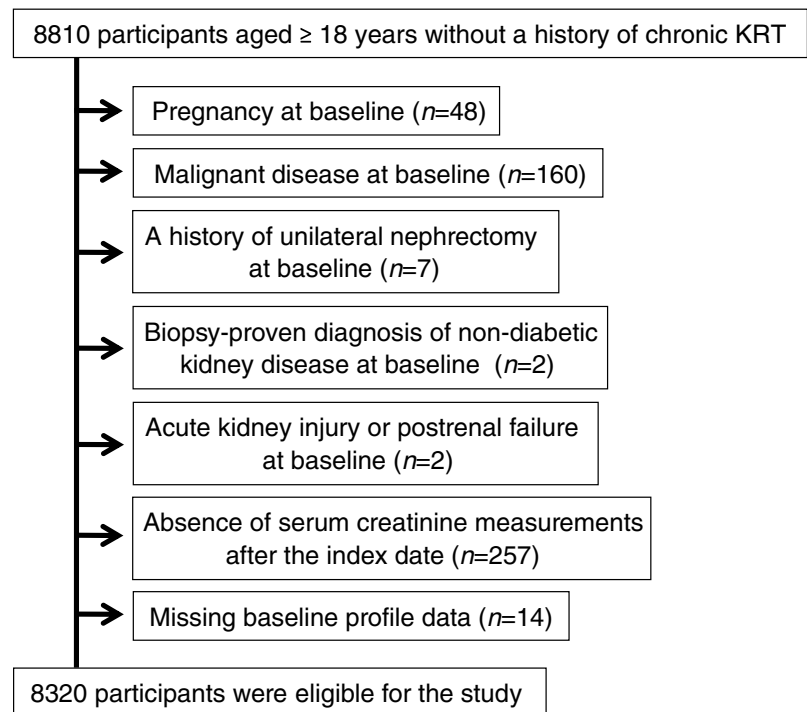 8810 participants aged ≥ 18 years without a history of chronic KRT
Pregnancy at baseline (n=48)
Malignant disease at baseline (n=160)
A history of unilateral nephrectomy
at baseline (n=7)
Biopsy-proven diagnosis of non-diabetic
kidney disease at baseline (n=2)
Acute kidney injury or postrenal failure
at baseline (n=2)
Absence of serum creatinine measurements
after the index date (n=257)
Missing baseline profile data (n=14)
8320 participants were eligible for the study